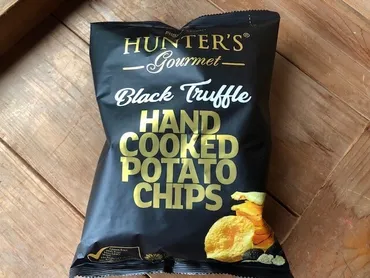 HUNTER'S
Gourmet
Black Truffle
HAND
COOKED
POTATO
CHIPS